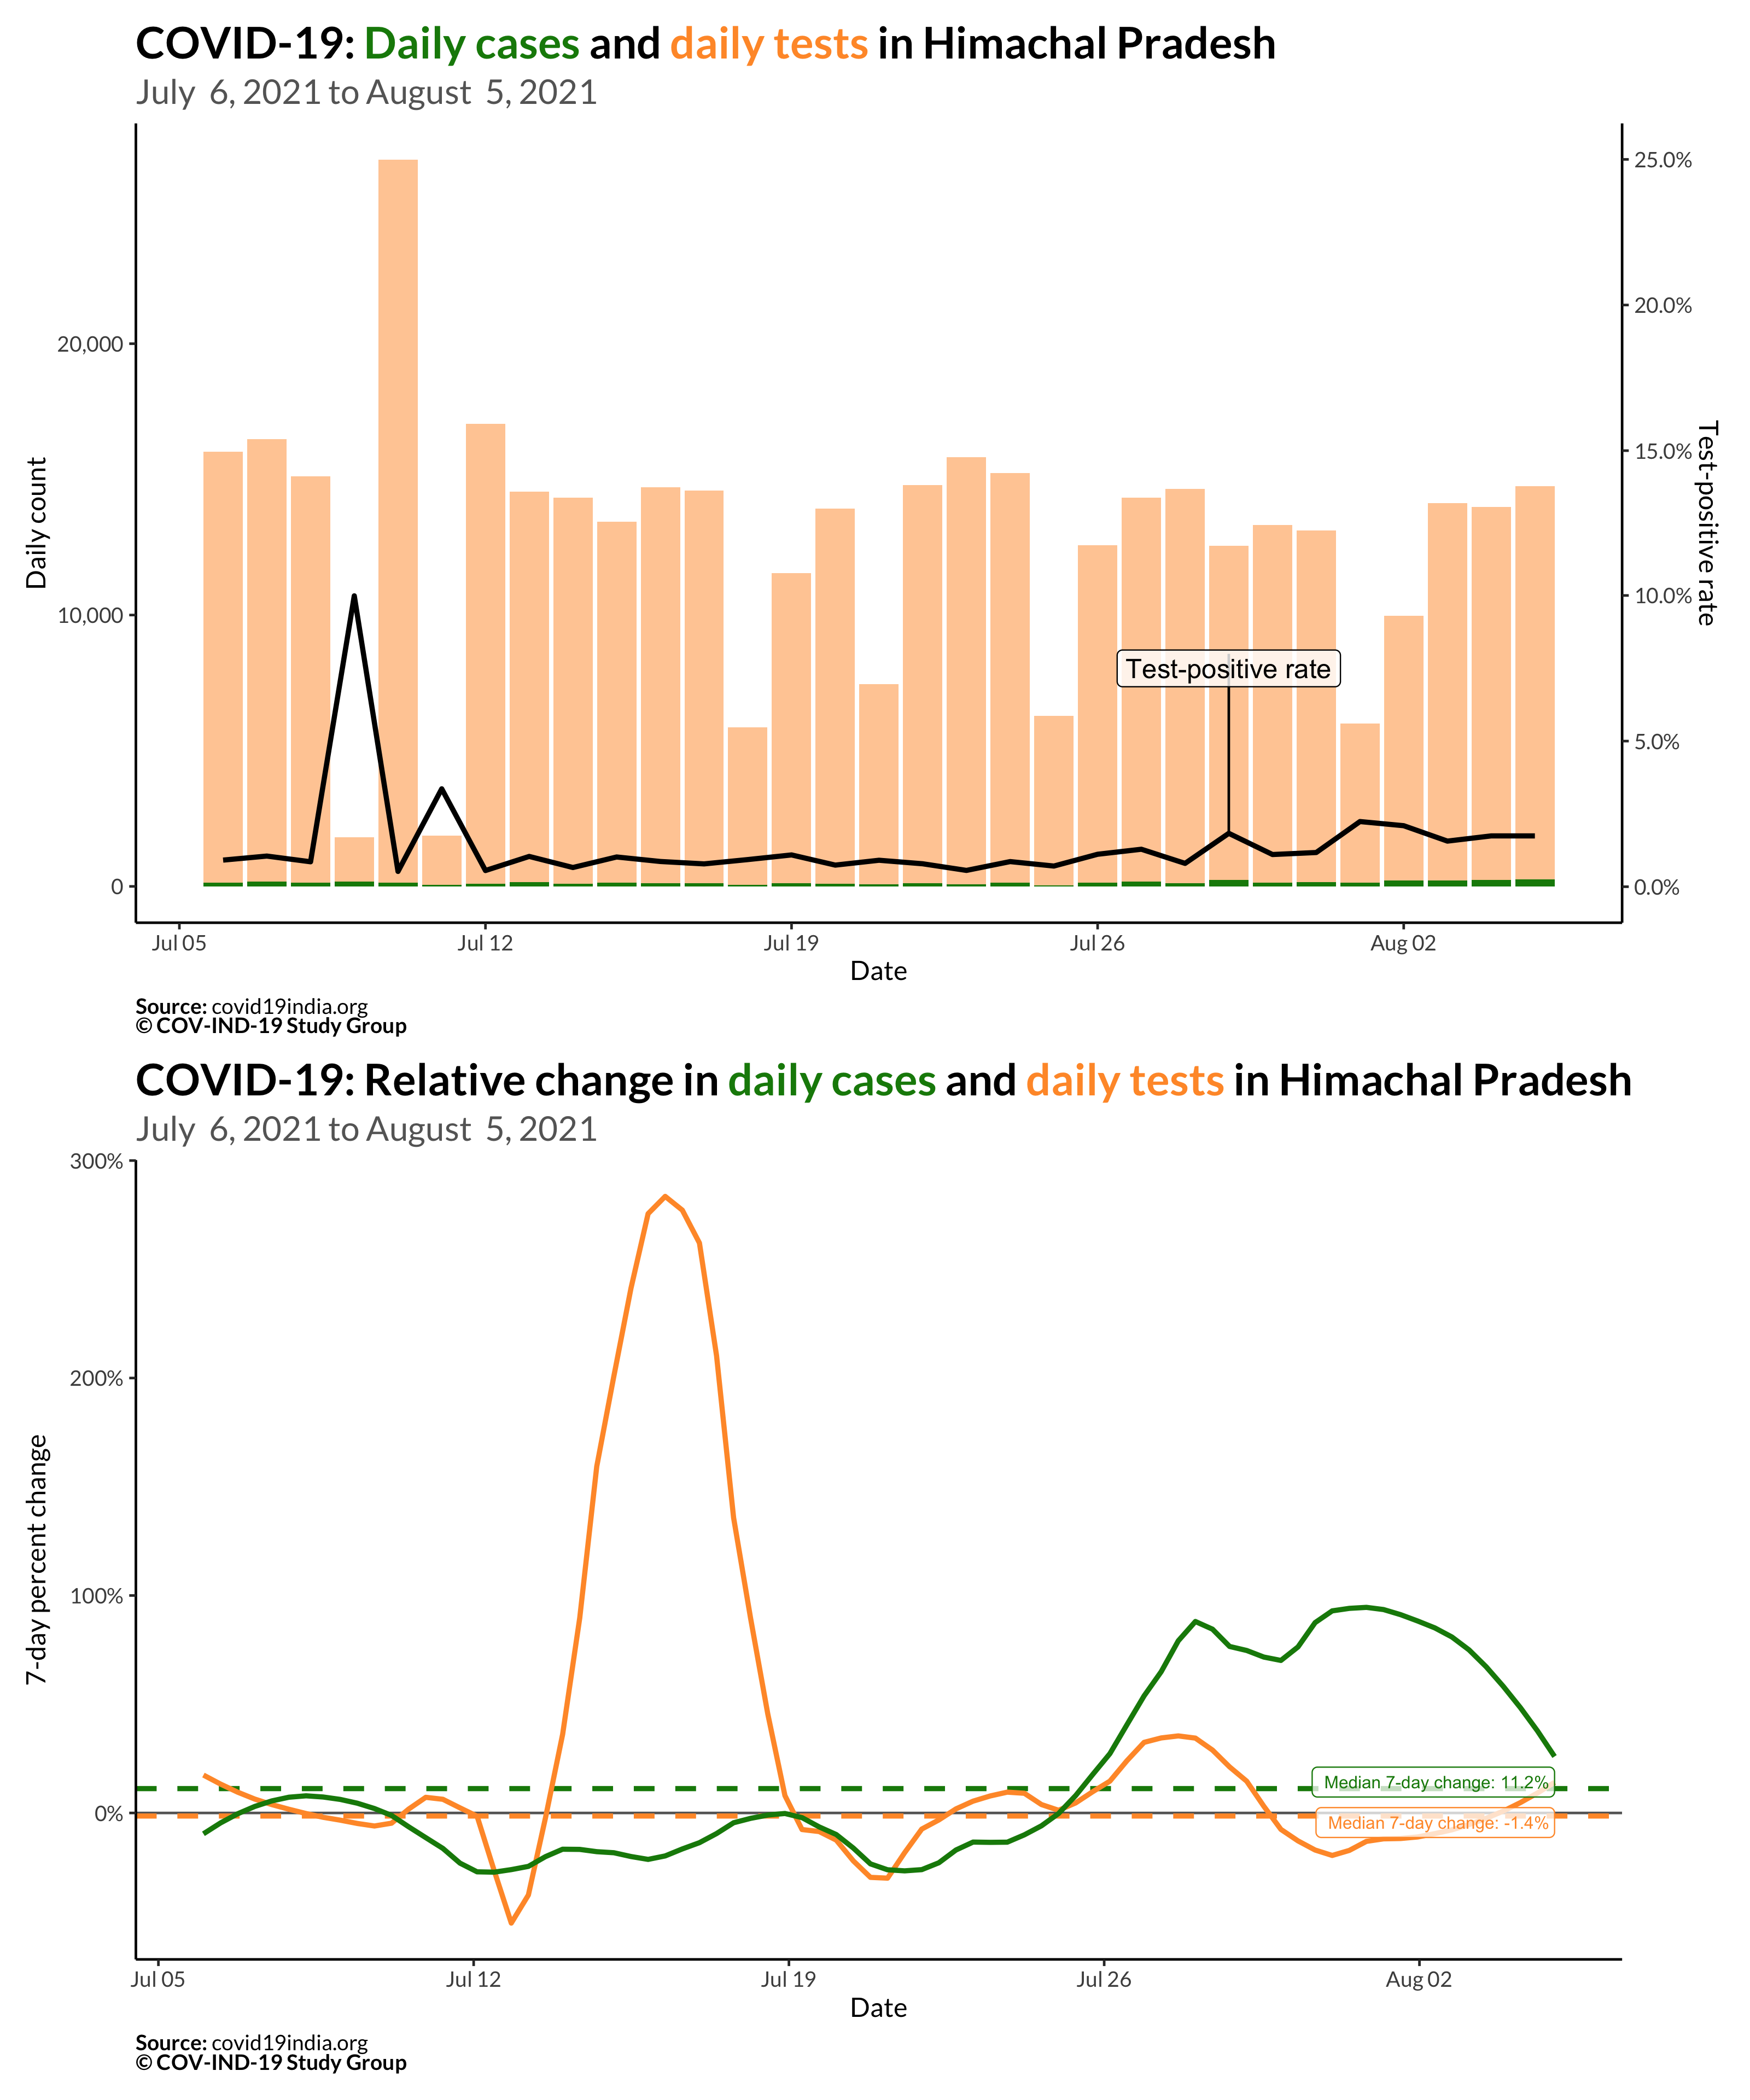 COVID-19: Daily cases and daily tests in Himachal Pradesh
July 6, 2021 to August 5, 2021
25.0%
20.0%
20,000
15.0%
Daily count
Test-positive rate
10.0%
10,000
Test-positive rate
5.0%
0
0.0%
Jul 05
Jul 12
Jul 19
Jul 26
Aug 02
Date
Source: covid19india.org
© COV-IND-19 Study Group
COVID-19: Relative change in daily cases and daily tests in Himachal Pradesh
July 6, 2021 to August 5, 2021
300%
200%
7-day percent change
100%
Median 7-day change: 11.2%
0%
Median 7-day change: -1.4%
Jul 05
Jul 12
Jul 19
Jul 26
Aug 02
Date
Source: covid19india.org
© COV-IND-19 Study Group